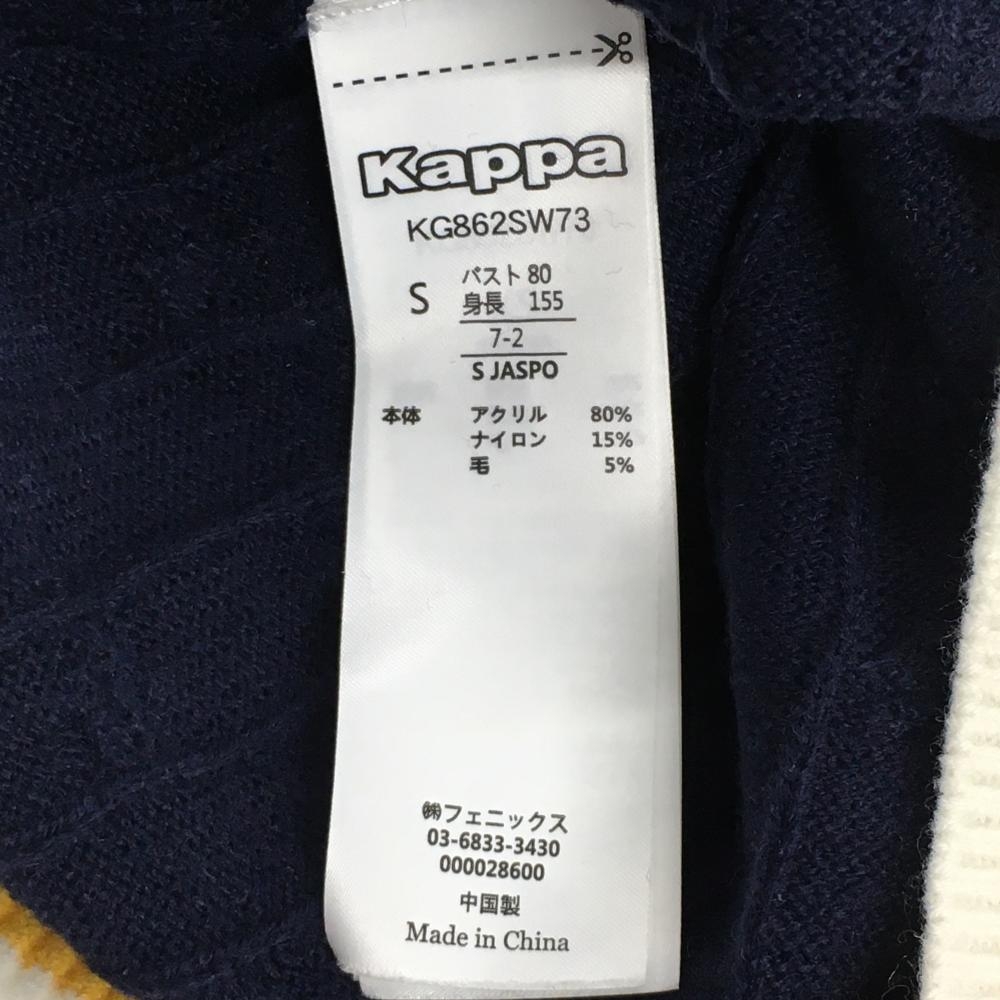 Kappa
KG862SW73
S バスト 80
身長 155
7-2
S JASPO
本体 アクリル 80%
ナイロン 15%
毛 5%
㈱フェニックス
03-6833-3430
000028600
中国製
Made in China